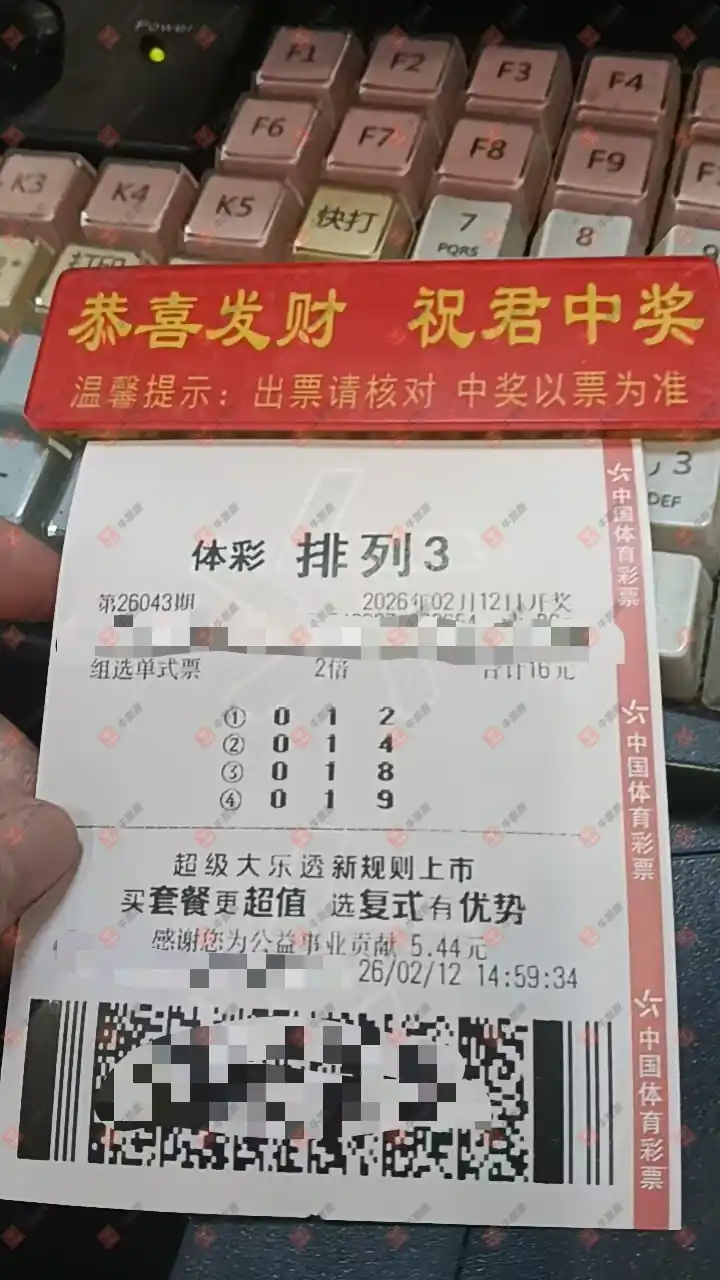 Power
F1 F2 F3 F4
F6 F7 F8 F9
K3 K4 K5 快打 7 8
PQRS
恭喜发财 祝君中奖
温馨提示：出票请核对 中奖以票为准
3
DEF
体彩 排列3
第26043期 2026年02月12日开奖
组选单式票 2倍 合计16元
① 0 1 2
② 0 1 4
③ 0 1 8
④ 0 1 9
超级大乐透新规则上市
买套餐更超值 选复式有优势
感谢您为公益事业贡献 5.44元
26/02/12 14:59:34
中国体育彩票
中国体育彩票
中国体育彩票